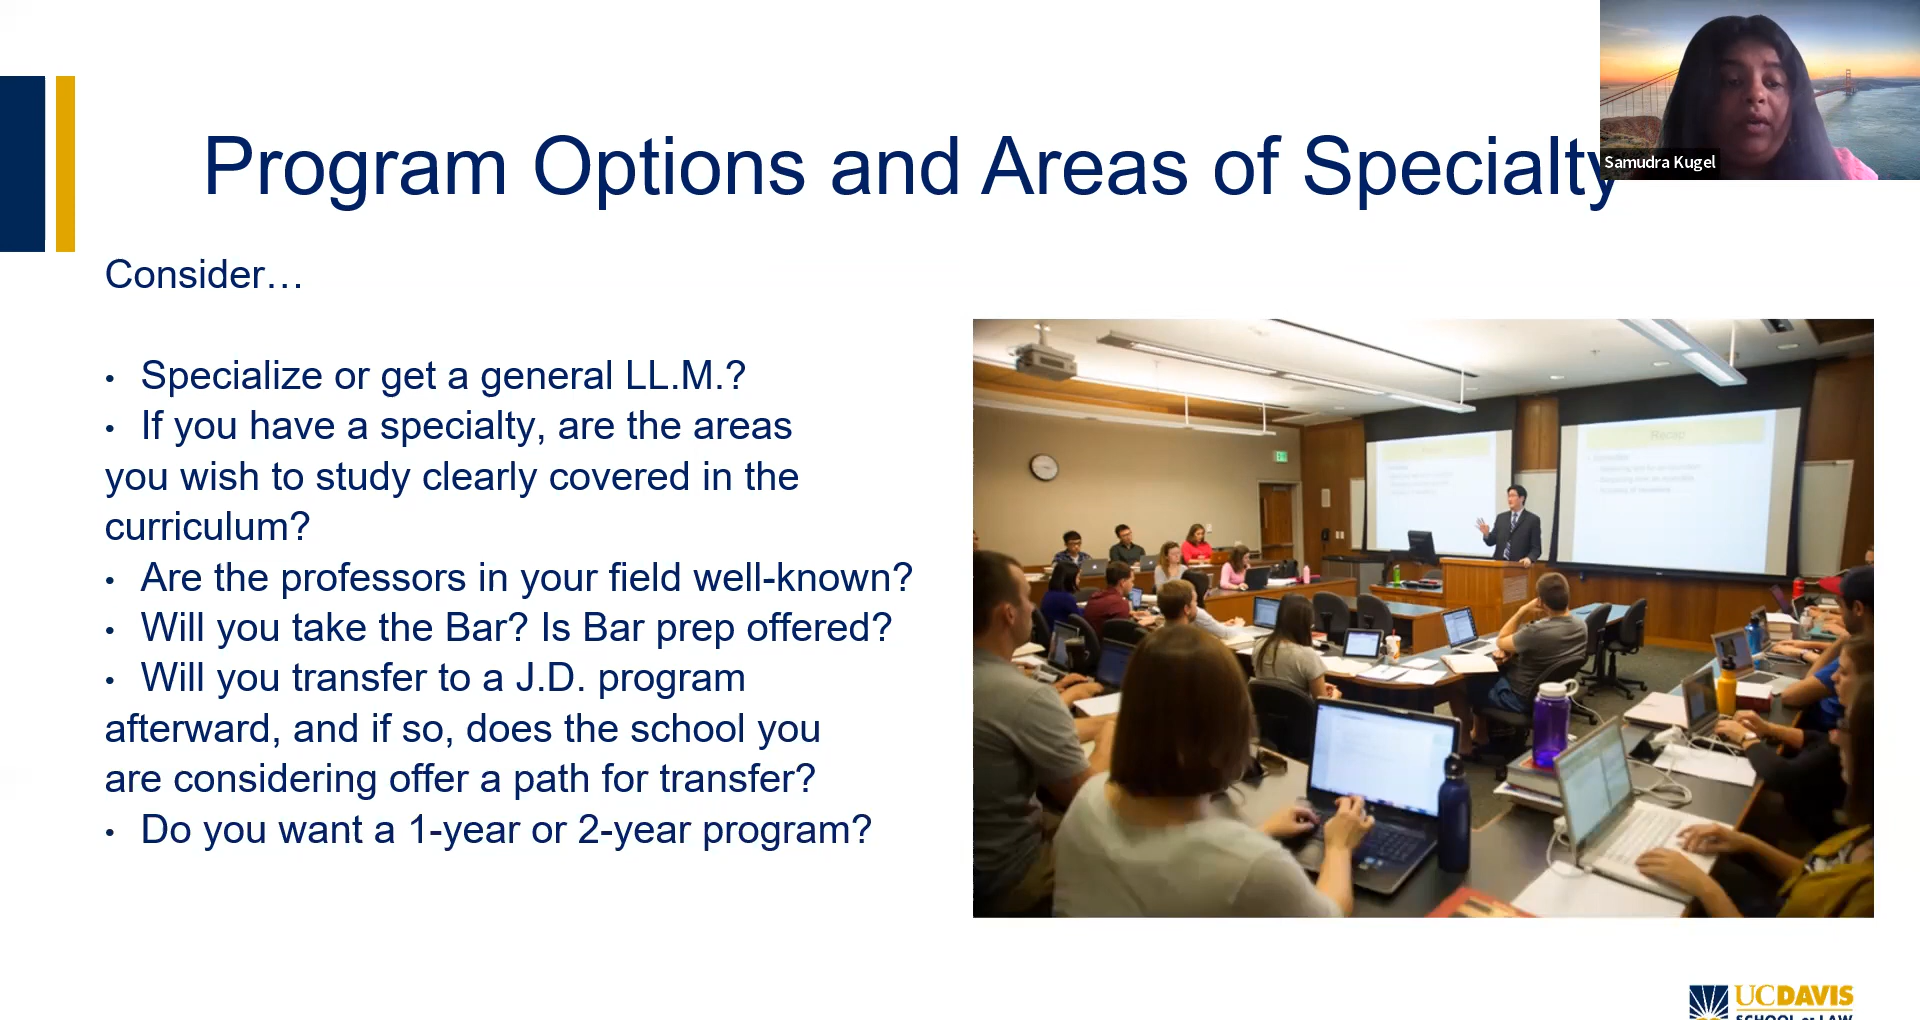 Program Options and Areas of Specialty
Samudra Kugel
Consider…
• Specialize or get a general LL.M.?
• If you have a specialty, are the areas
you wish to study clearly covered in the
curriculum?
• Are the professors in your field well-known?
• Will you take the Bar? Is Bar prep offered?
• Will you transfer to a J.D. program
afterward, and if so, does the school you
are considering offer a path for transfer?
• Do you want a 1-year or 2-year program?
Recap
UCDAVIS
SCHOOL OF LAW